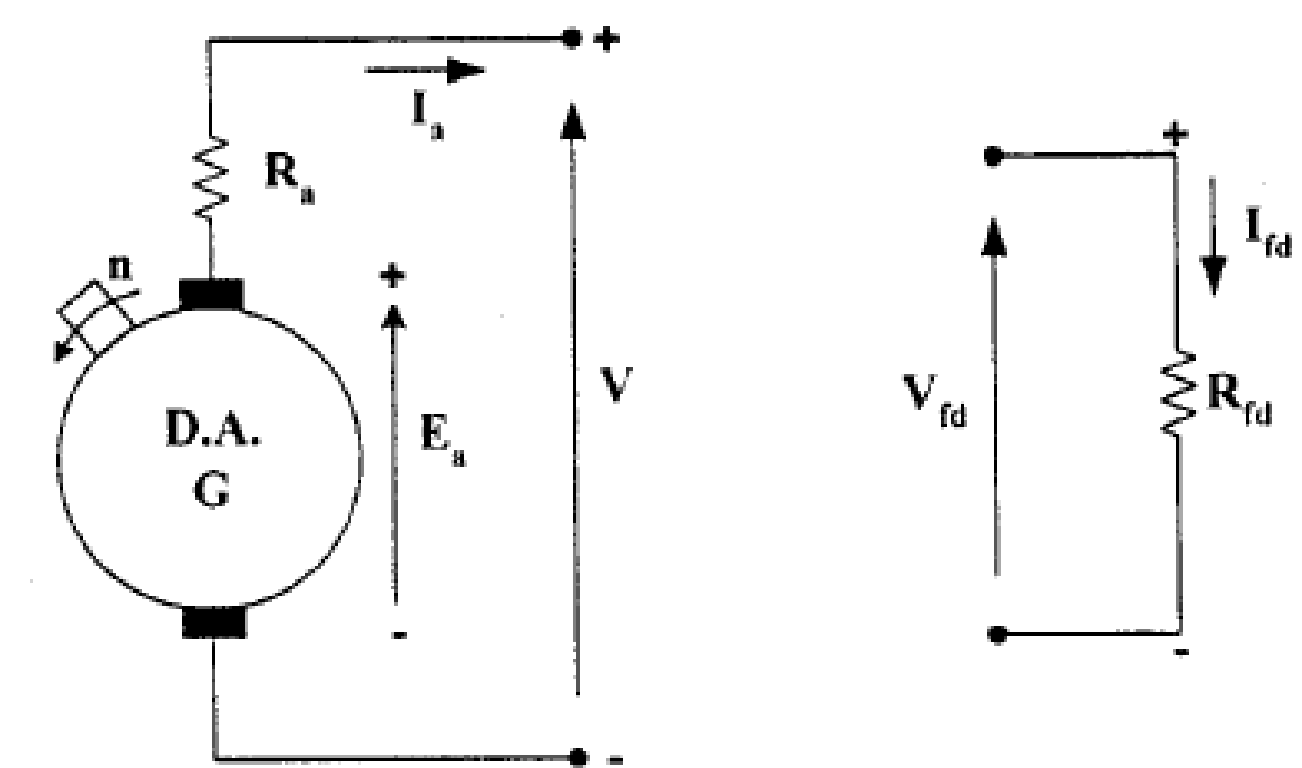 +
Iₐ
Rₐ
+
n
+
I_fd
V
V_fd
R_fd
D.A.
G
Eₐ
-
-
-